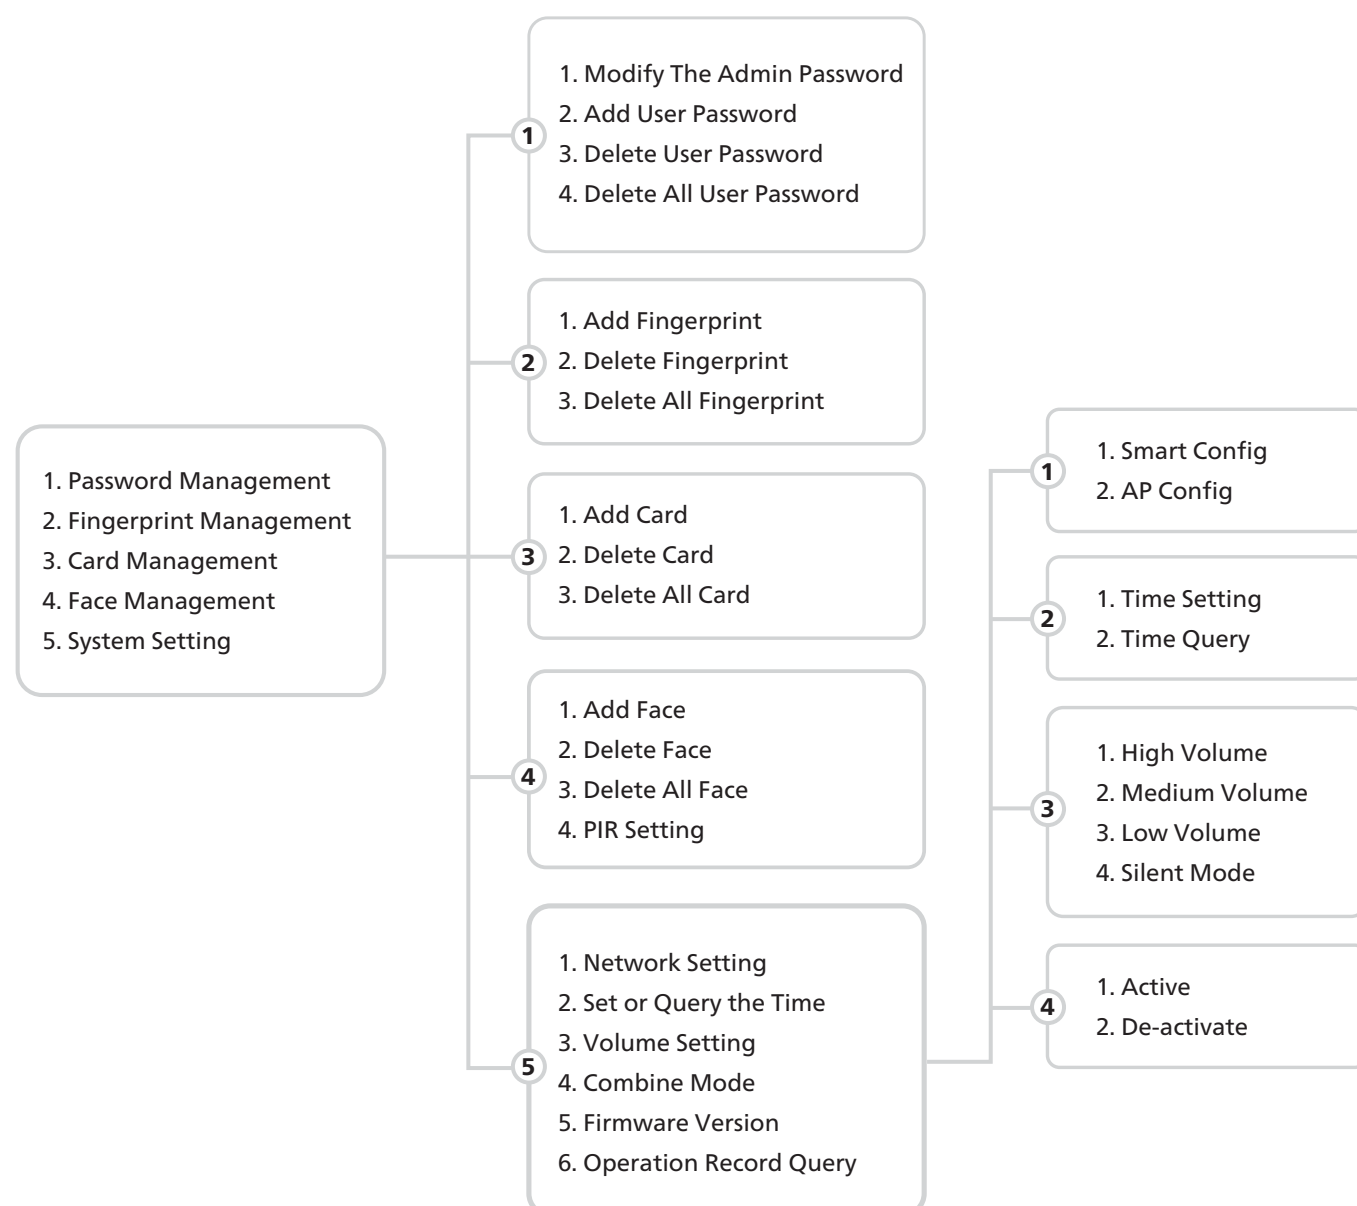 1. Password Management
2. Fingerprint Management
3. Card Management
4. Face Management
5. System Setting
1
1. Modify The Admin Password
2. Add User Password
3. Delete User Password
4. Delete All User Password
2
1. Add Fingerprint
2. Delete Fingerprint
3. Delete All Fingerprint
3
1. Add Card
2. Delete Card
3. Delete All Card
4
1. Add Face
2. Delete Face
3. Delete All Face
4. PIR Setting
5
1. Network Setting
2. Set or Query the Time
3. Volume Setting
4. Combine Mode
5. Firmware Version
6. Operation Record Query
1
1. Smart Config
2. AP Config
2
1. Time Setting
2. Time Query
3
1. High Volume
2. Medium Volume
3. Low Volume
4. Silent Mode
4
1. Active
2. De-activate